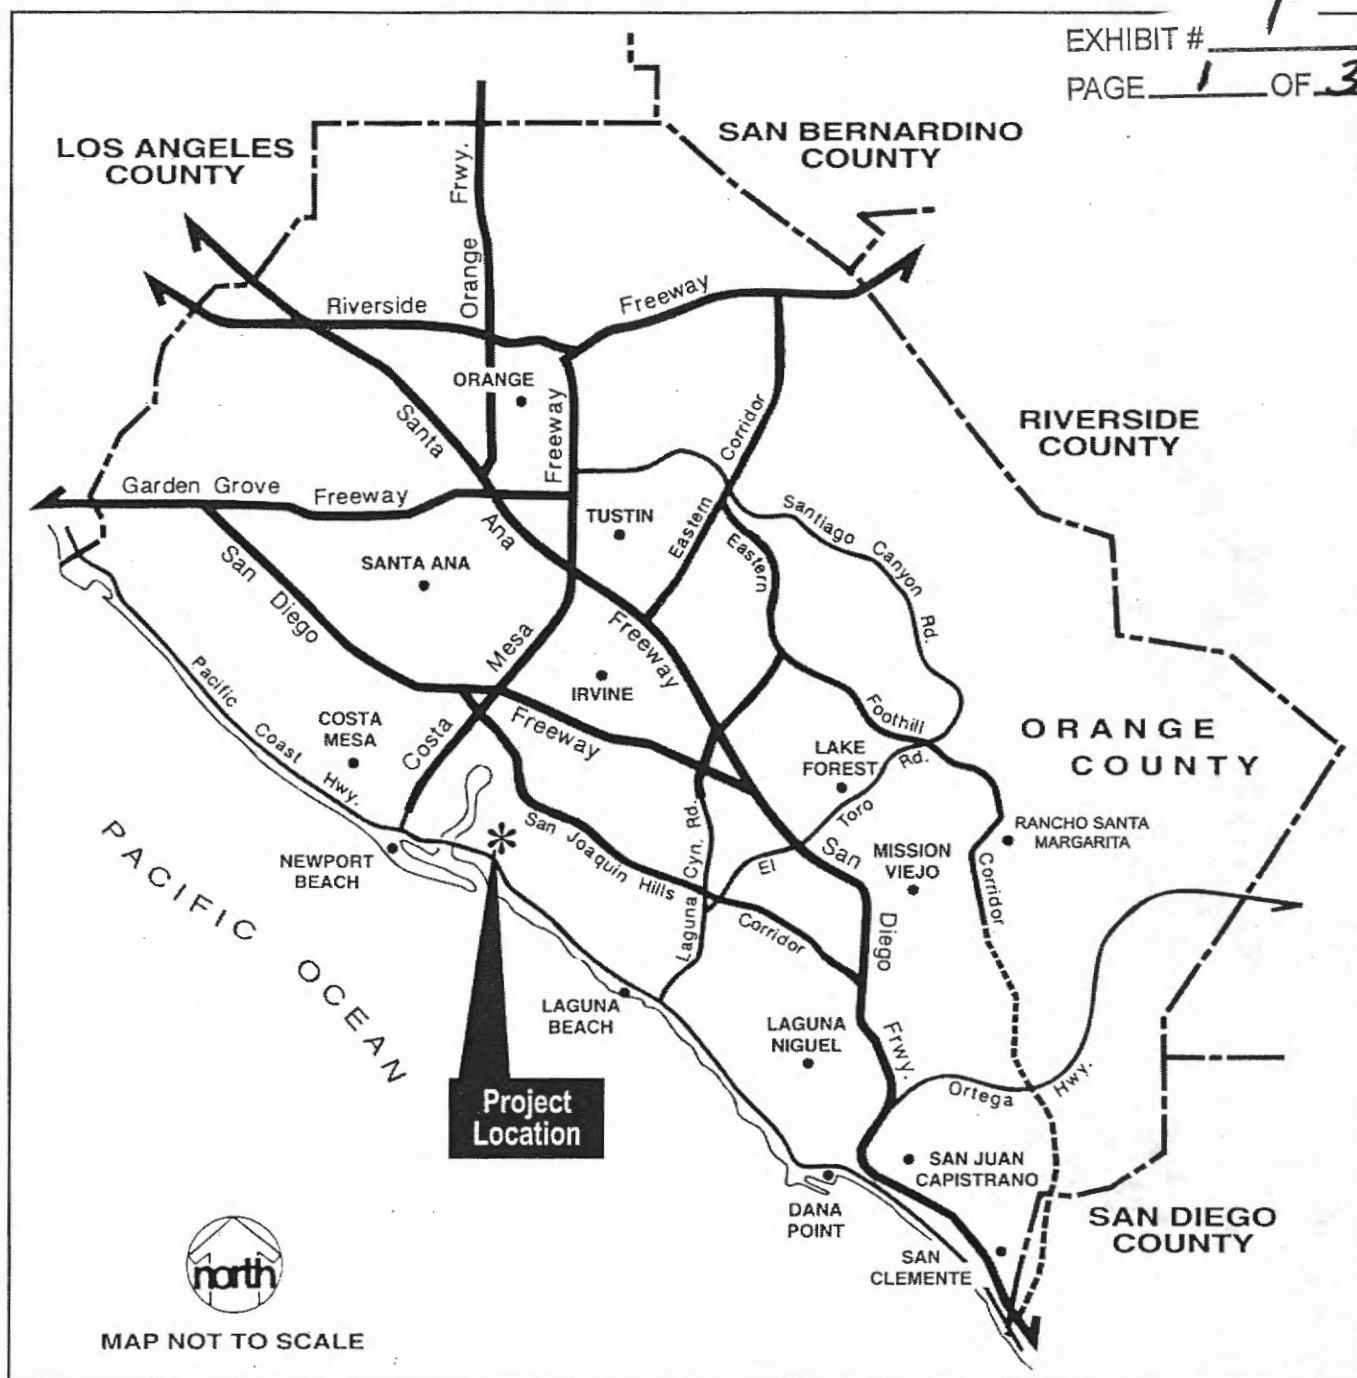 EXHIBIT # 1
PAGE 1 OF 3
LOS ANGELES
COUNTY
SAN BERNARDINO
COUNTY
Orange Frwy.
Riverside Freeway
ORANGE
Santa Ana Freeway
Costa Mesa Freeway
Eastern Corridor
RIVERSIDE
COUNTY
Garden Grove Freeway
TUSTIN
Santiago Canyon Rd.
Eastern
SANTA ANA
San Diego Freeway
IRVINE
Foothill Corridor
ORANGE
COUNTY
Pacific Coast Hwy.
COSTA
MESA
LAKE
FOREST
El Toro Rd.
San Joaquin Hills Corridor
Laguna Cyn. Rd.
RANCHO SANTA
MARGARITA
MISSION
VIEJO
San Diego Frwy.
NEWPORT
BEACH
PACIFIC OCEAN
LAGUNA
BEACH
LAGUNA
NIGUEL
Ortega Hwy.
Project
Location
SAN JUAN
CAPISTRANO
DANA
POINT
SAN DIEGO
COUNTY
SAN
CLEMENTE
north
MAP NOT TO SCALE